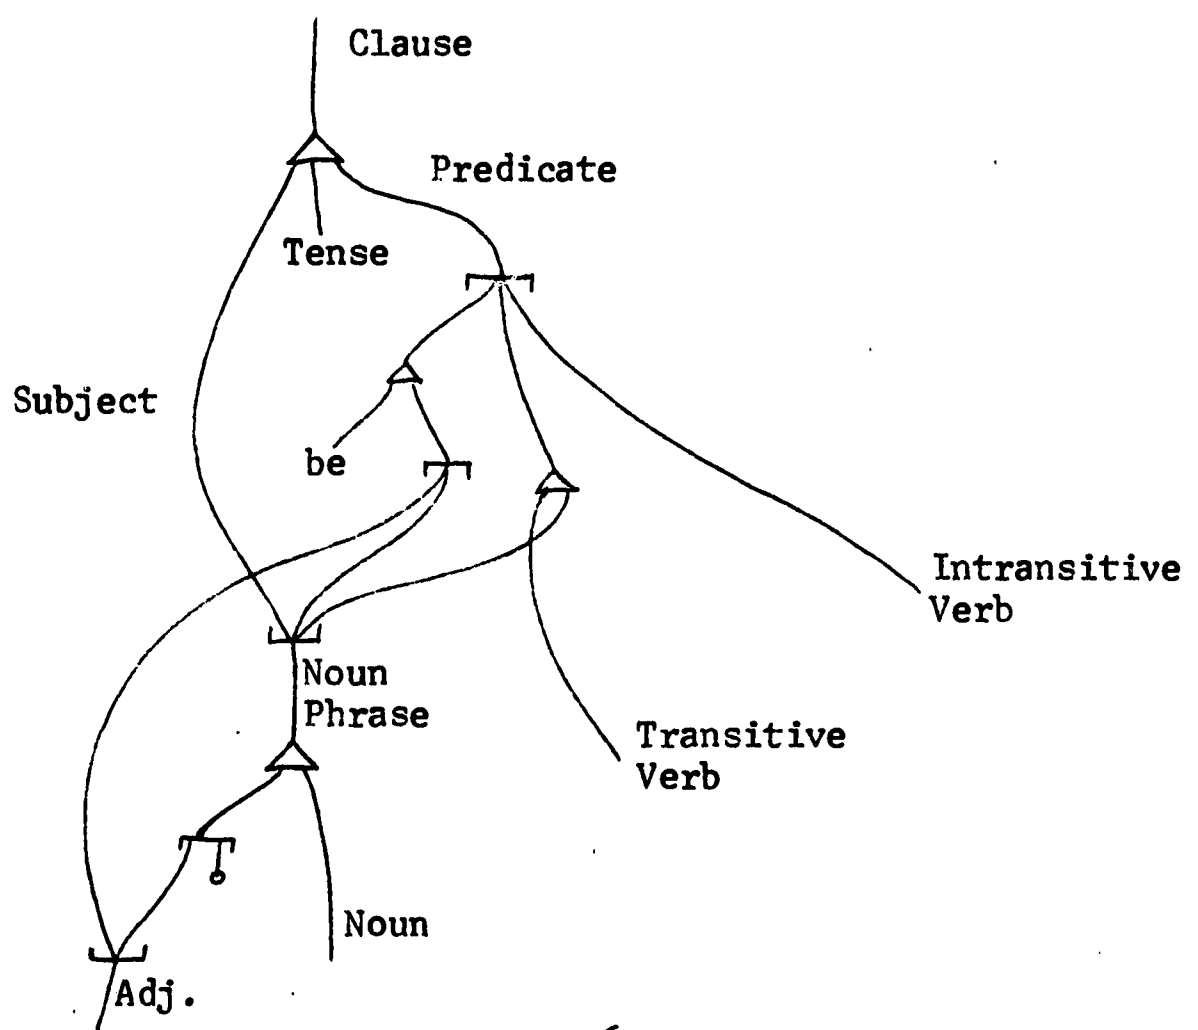 Clause
Predicate
Tense
Subject
be
Intransitive
Verb
Noun
Phrase
Transitive
Verb
Noun
Adj.